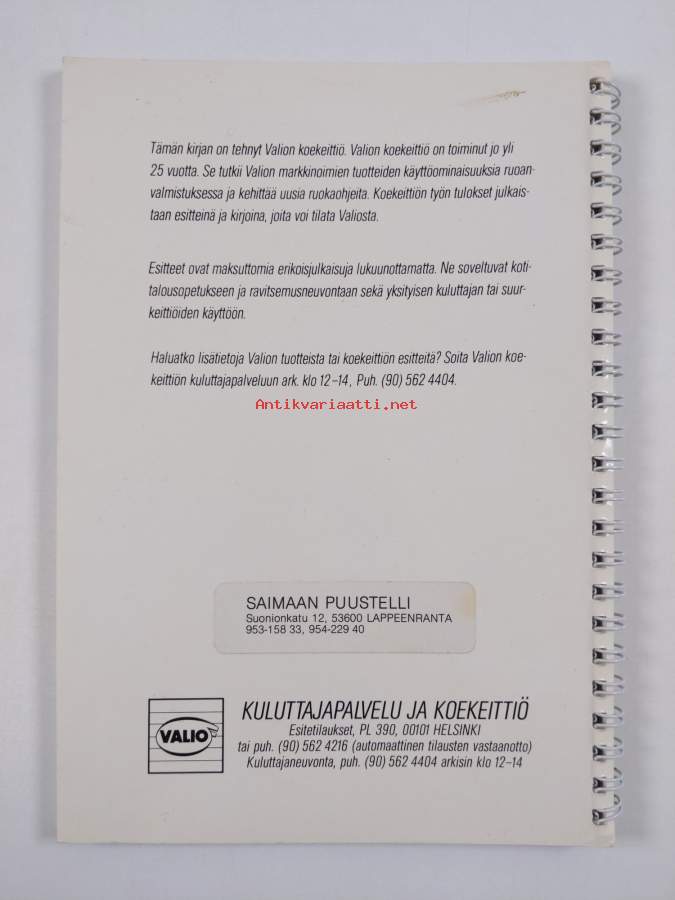 Tämän kirjan on tehnyt Valion koekeittiö. Valion koekeittiö on toiminut jo yli
25 vuotta. Se tutkii Valion markkinoimien tuotteiden käyttöominaisuuksia ruoan-
valmistuksessa ja kehittää uusia ruokaohjeita. Koekeittiön työn tulokset julkais-
taan esitteinä ja kirjoina, joita voi tilata Valiosta.
Esitteet ovat maksuttomia erikoisjulkaisuja lukuunottamatta. Ne soveltuvat koti-
talousopetukseen ja ravitsemusneuvontaan sekä yksityisen kuluttajan tai suur-
keittiöiden käyttöön.
Haluatko lisätietoja Valion tuotteista tai koekeittiön esitteitä? Soita Valion koe-
keittiön kuluttajapalveluun ark. klo 12–14, Puh. (90) 562 4404.
Antikvariaatti.net
SAIMAAN PUUSTELLI
Suonionkatu 12, 53600 LAPPEENRANTA
953-158 33, 954-229 40
VALIO
KULUTTAJAPALVELU JA KOEKEITTIÖ
Esitetilaukset, PL 390, 00101 HELSINKI
tai puh. (90) 562 4216 (automaattinen tilausten vastaanotto)
Kuluttajaneuvonta, puh. (90) 562 4404 arkisin klo 12–14